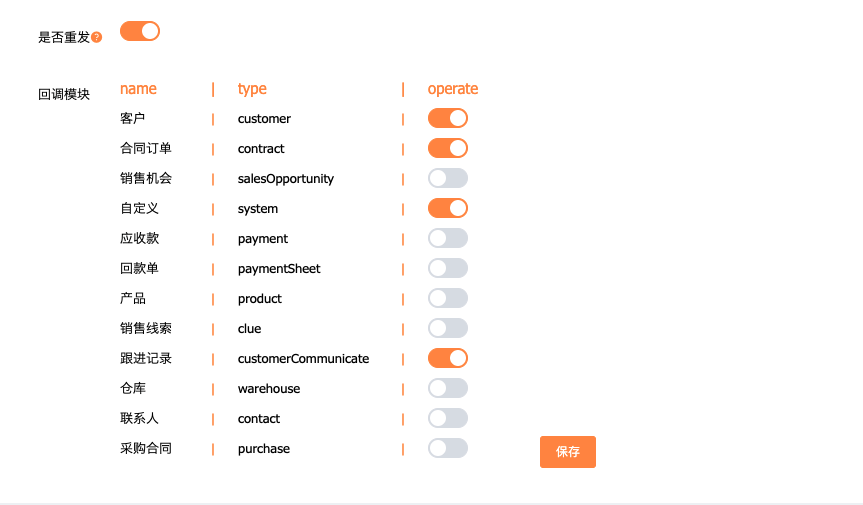 是否重发?
回调模块 name | type | operate
客户 | customer |
合同订单 | contract |
销售机会 | salesOpportunity |
自定义 | system |
应收款 | payment |
回款单 | paymentSheet |
产品 | product |
销售线索 | clue |
跟进记录 | customerCommunicate |
仓库 | warehouse |
联系人 | contact |
采购合同 | purchase |
保存